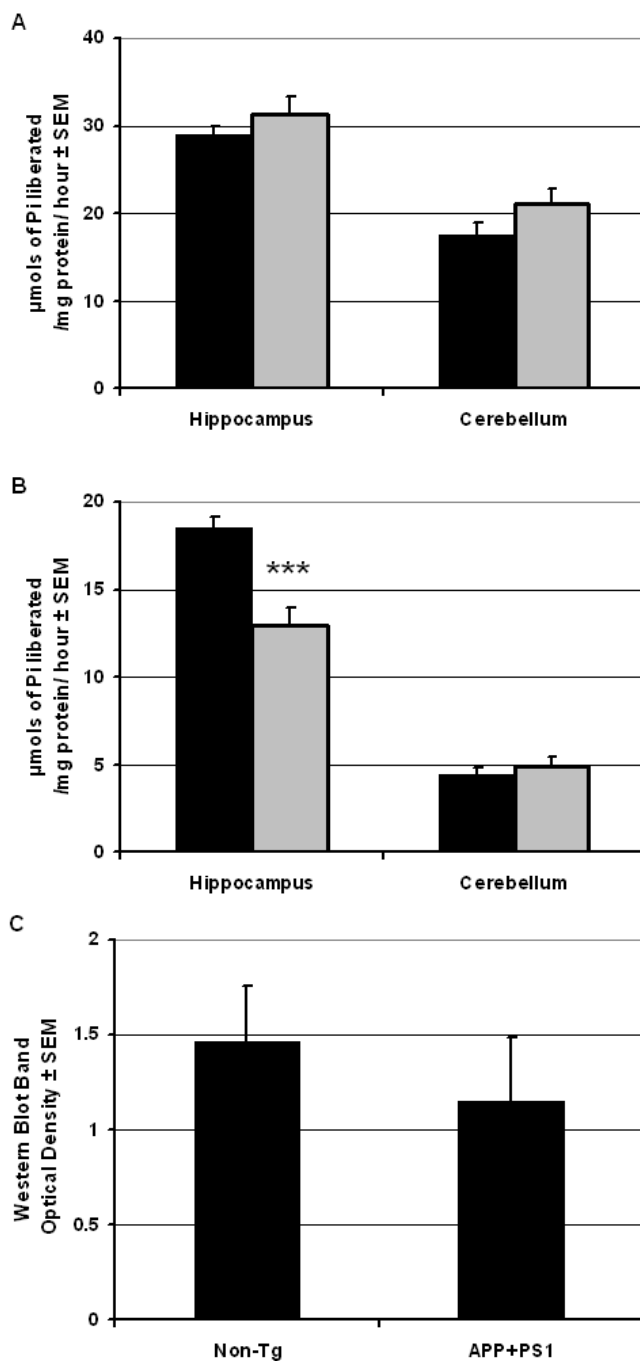 A
µmols of Pi liberated
/mg protein/ hour ± SEM
40
30
20
10
0
Hippocampus Cerebellum
B
µmols of Pi liberated
/mg protein/ hour ± SEM
20
15
10
5
0
***
Hippocampus Cerebellum
C
Western Blot Band
Optical Density ± SEM
2
1.5
1
0.5
0
Non-Tg APP+PS1